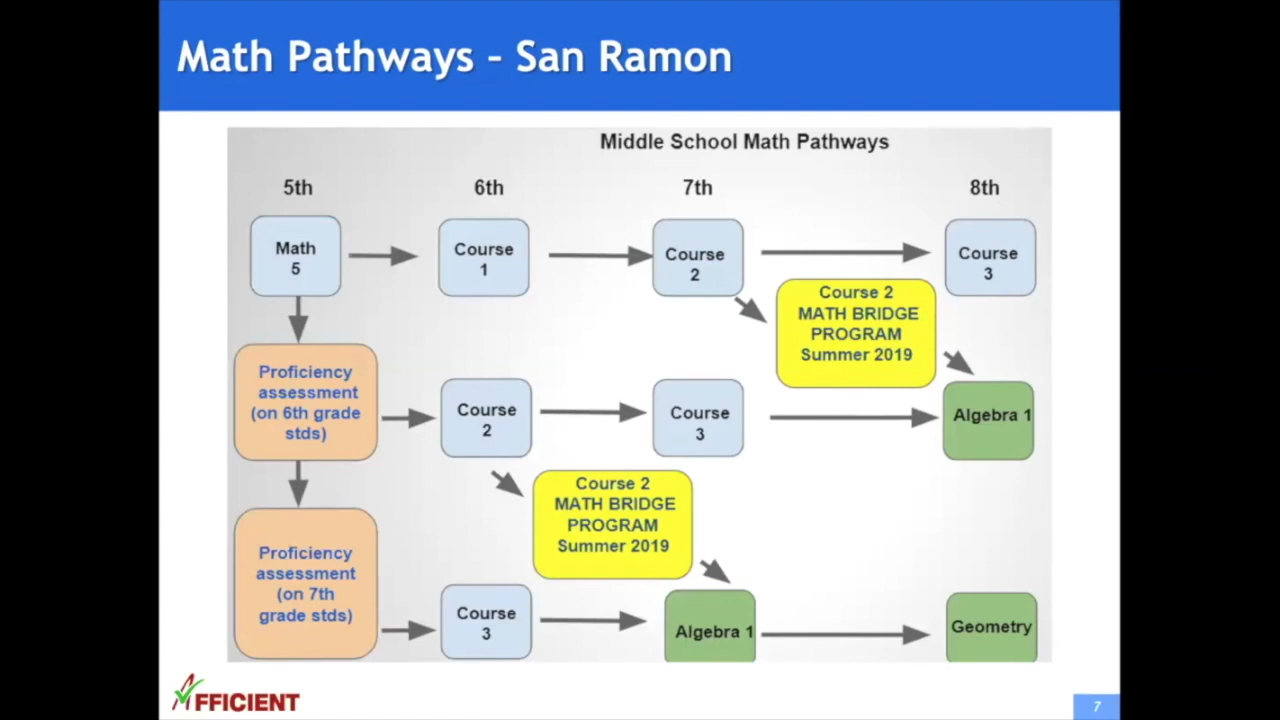 Math Pathways – San Ramon
Middle School Math Pathways
5th
6th
7th
8th
Math
5
Course
1
Course
2
Course
3
Course 2
MATH BRIDGE
PROGRAM
Summer 2019
Proficiency
assessment
(on 6th grade
stds)
Course
2
Course
3
Algebra 1
Course 2
MATH BRIDGE
PROGRAM
Summer 2019
Proficiency
assessment
(on 7th
grade stds)
Course
3
Algebra 1
Geometry
AFFICIENT
7